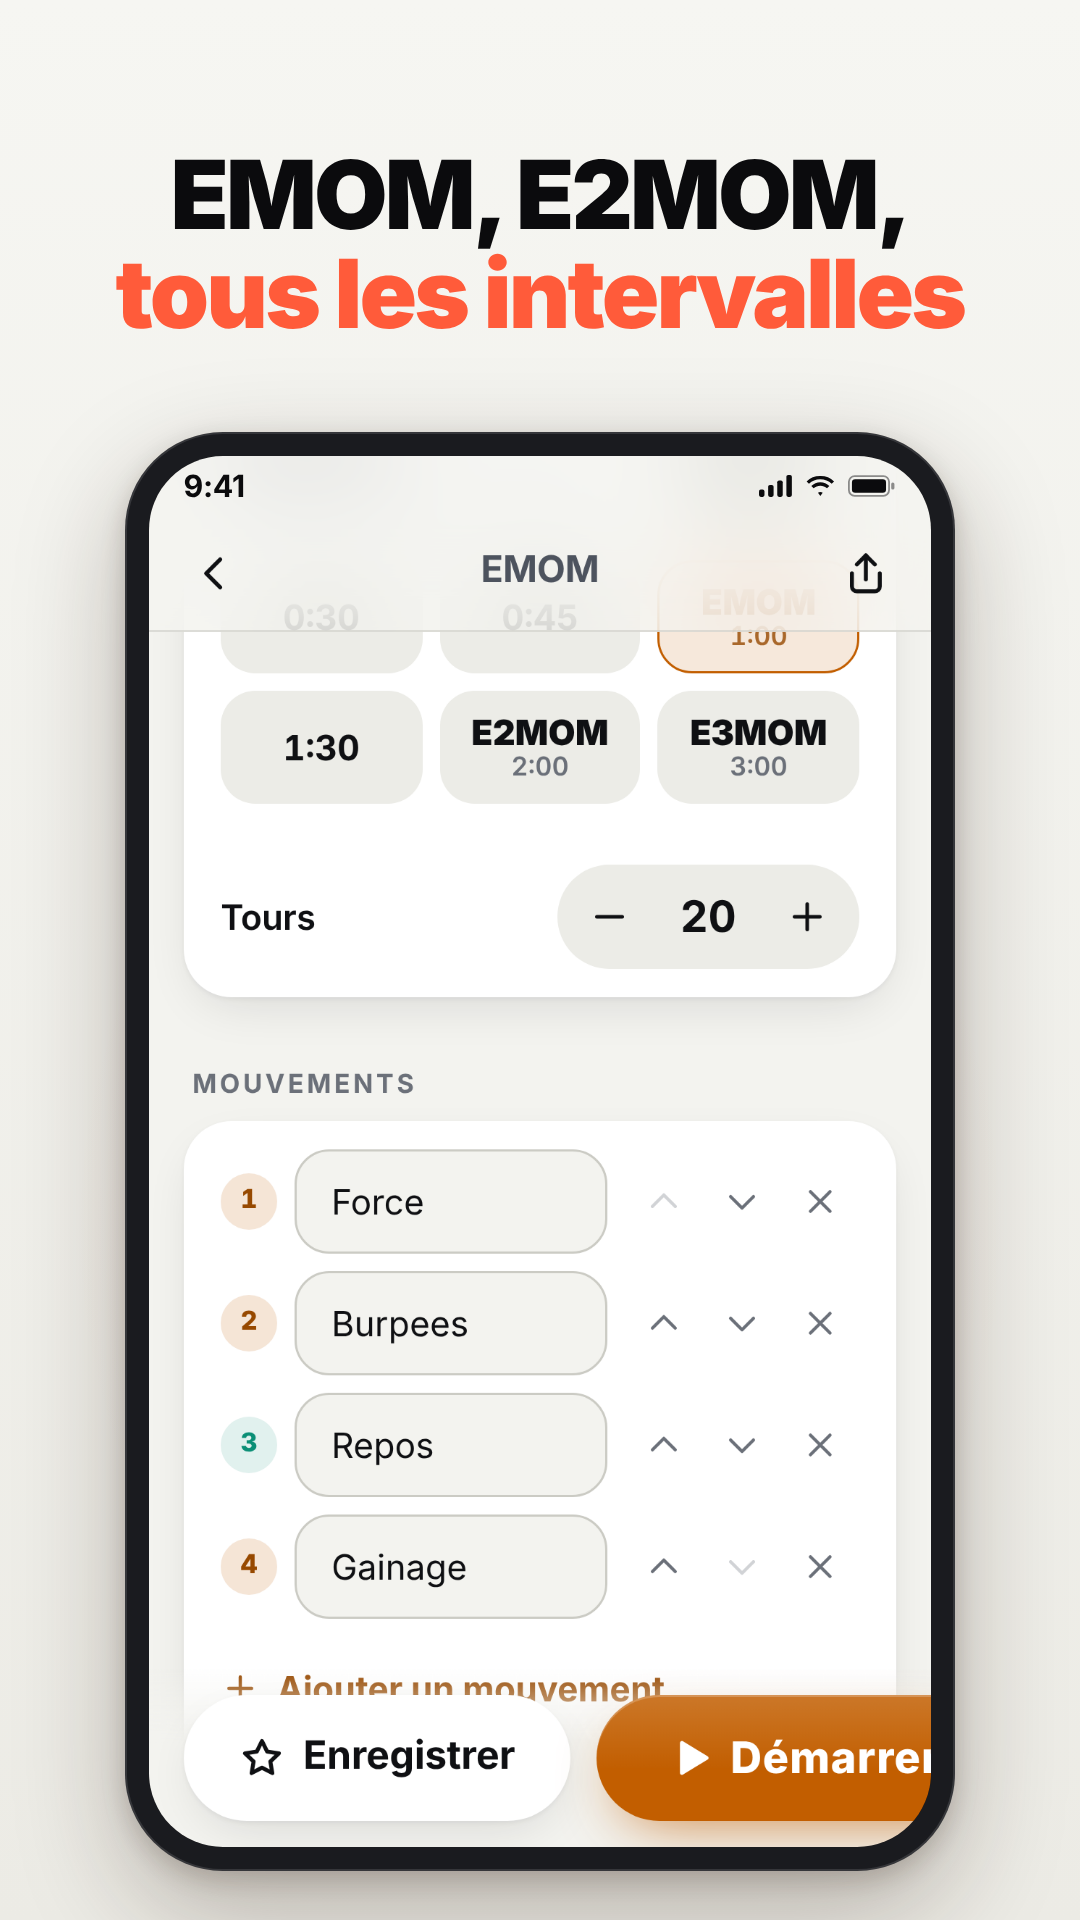 EMOM, E2MOM,
tous les intervalles
9:41
EMOM
0:30
0:45
EMOM
1:00
1:30
E2MOM
2:00
E3MOM
3:00
Tours
20
MOUVEMENTS
1
Force
2
Burpees
3
Repos
4
Gainage
Ajouter un mouvement
Enregistrer
Démarrer